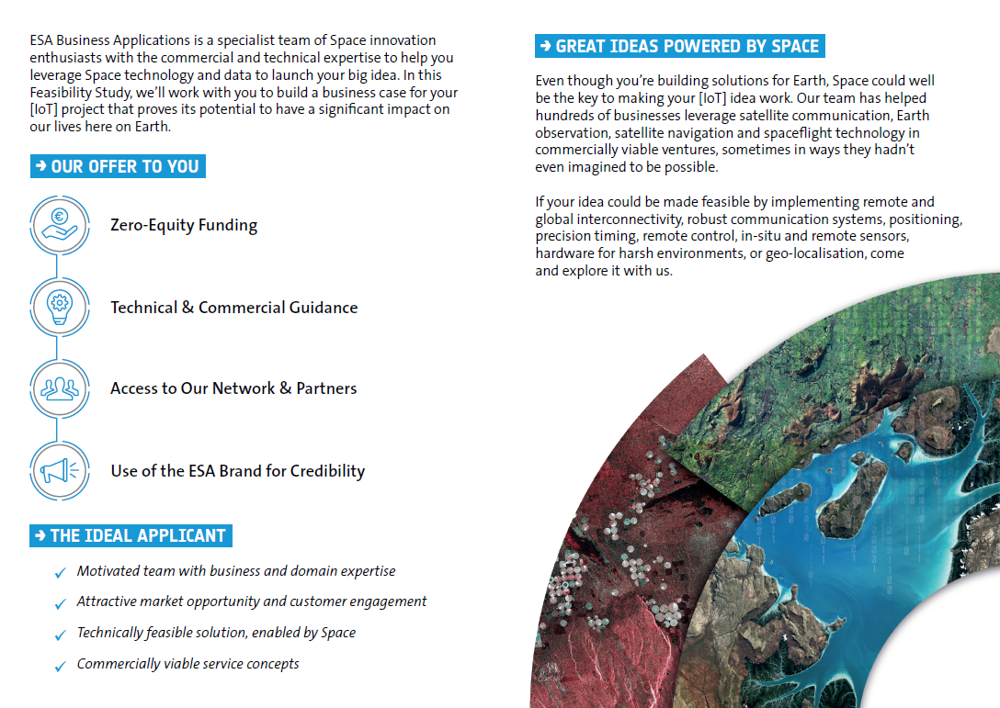 ESA Business Applications is a specialist team of Space innovation
enthusiasts with the commercial and technical expertise to help you
leverage Space technology and data to launch your big idea. In this
Feasibility Study, we’ll work with you to build a business case for your
[IoT] project that proves its potential to have a significant impact on
our lives here on Earth.
→ OUR OFFER TO YOU
Zero-Equity Funding
Technical & Commercial Guidance
Access to Our Network & Partners
Use of the ESA Brand for Credibility
→ THE IDEAL APPLICANT
✓ Motivated team with business and domain expertise
✓ Attractive market opportunity and customer engagement
✓ Technically feasible solution, enabled by Space
✓ Commercially viable service concepts
→ GREAT IDEAS POWERED BY SPACE
Even though you’re building solutions for Earth, Space could well
be the key to making your [IoT] idea work. Our team has helped
hundreds of businesses leverage satellite communication, Earth
observation, satellite navigation and spaceflight technology in
commercially viable ventures, sometimes in ways they hadn’t
even imagined to be possible.
If your idea could be made feasible by implementing remote and
global interconnectivity, robust communication systems, positioning,
precision timing, remote control, in-situ and remote sensors,
hardware for harsh environments, or geo-localisation, come
and explore it with us.